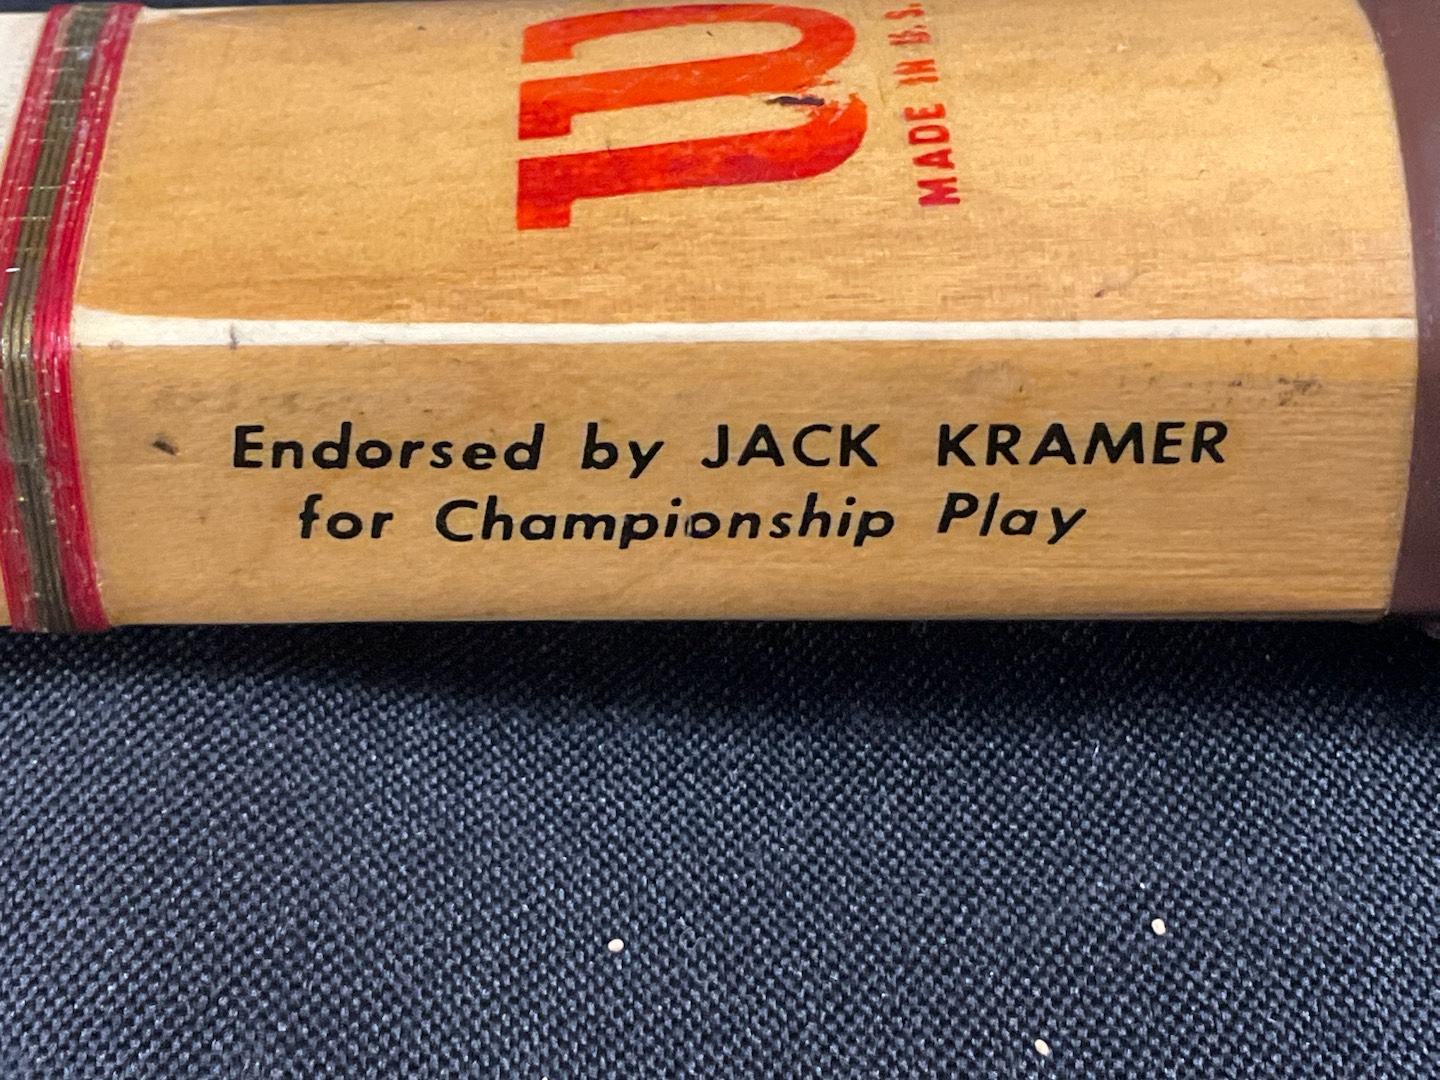 W
MADE IN U.S.
Endorsed by JACK KRAMER
for Championship Play